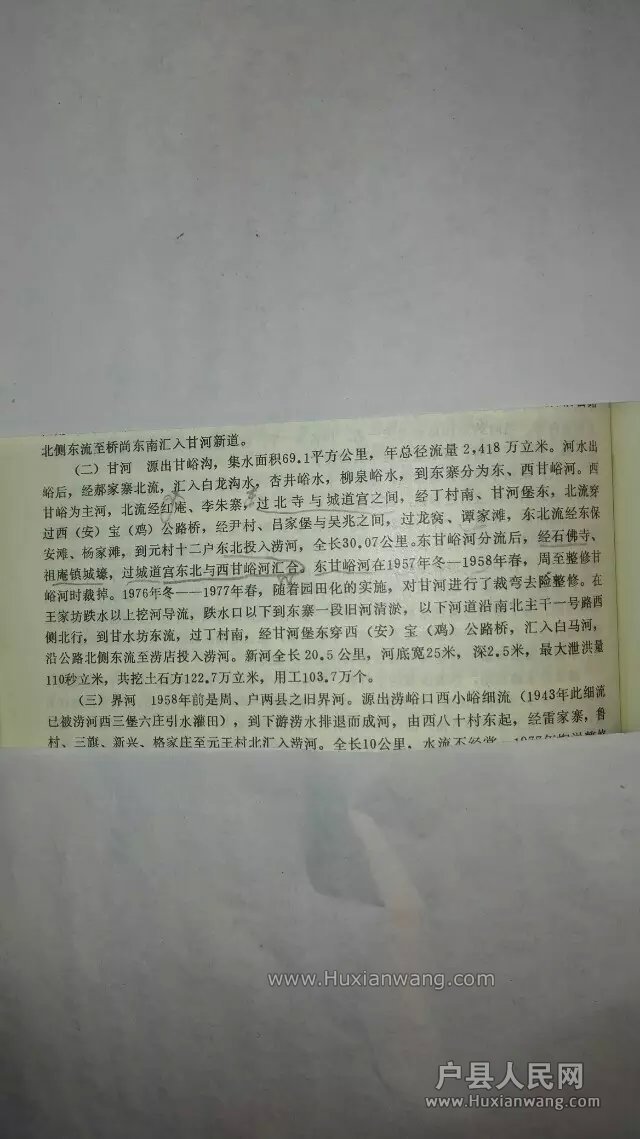 北侧东流至桥尚东南汇入甘河新道。
(二)甘河 源出甘峪沟,集水面积69.1平方公里,年总径流量2,418万立米。河水出
峪后,经郝家寨北流,汇入白龙沟水,杏井峪水,柳泉峪水,到东寨分为东、西甘峪河。西
甘峪为主河,北流经红庵、李朱寨,过北寺与城道宫之间,经丁村南、甘河堡东,北流穿
过西(安)宝(鸡)公路桥,经尹村、吕家堡与吴兆之间,过龙窝、谭家滩,东北流经东保
安滩、杨家滩,到元村十二户东北投入涝河,全长30.07公里。东甘峪河分流后,经石佛寺、
祖庵镇城壕,过城道宫东北与西甘峪河汇合。东甘峪河在1957年冬—1958年春,周至整修甘
峪河时裁掉。1976年冬——1977年春,随着园田化的实施,对甘河进行了裁弯去险整修。在
王家坊跌水以上挖河导流,跌水口以下到东寨一段旧河清淤,以下河道沿南北主干一号路西
侧北行,到甘水坊东流,过丁村南,经甘河堡东穿西(安)宝(鸡)公路桥,汇入白马河,
沿公路北侧东流至涝店投入涝河。新河全长20.5公里,河底宽25米,深2.5米,最大泄洪量
110秒立米,共挖土石方122.7万立米,用工103.7万个。
(三)界河 1958年前是周、户两县之旧界河。源出涝峪口西小峪细流(1943年此细流
已被涝河西三堡六庄引水灌田),到下游涝水排退而成河,由西八十村东起,经雷家寨,鲁
村、三旗、新兴、格家庄至元王村北汇入涝河。全长10公里,水流不经常
www.Huxianwang.com
户县人民网
www.Huxianwang.com